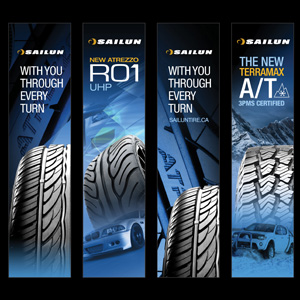 SAILUN
WITH YOU
THROUGH
EVERY
TURN
SAILUN
NEW ATREZZO
R01
UHP
SAILUN
WITH YOU
THROUGH
EVERY
TURN
SAILUNTIRE.CA
SAILUN
THE NEW
TERRAMAX
A/T
3PMS CERTIFIED